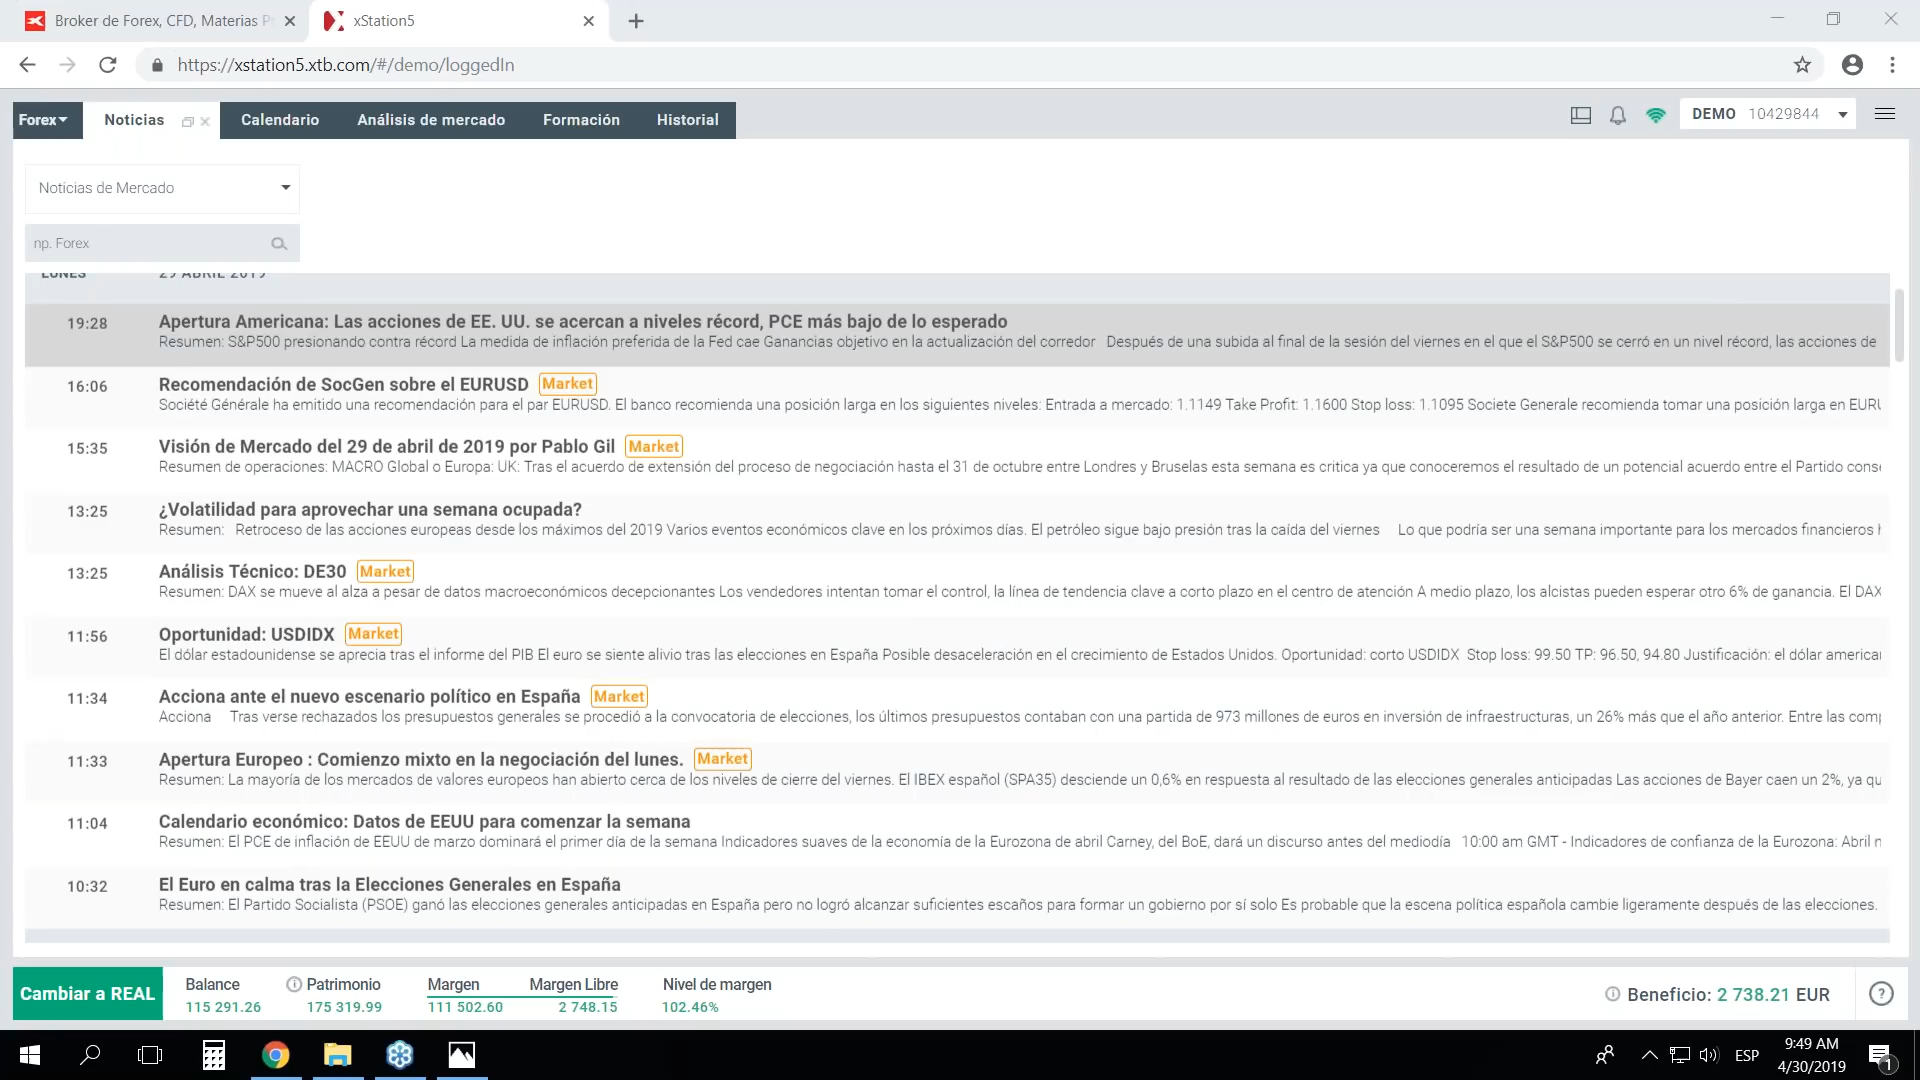 Broker de Forex, CFD, Materias P
xStation5
https://xstation5.xtb.com/#/demo/loggedIn
Forex
Noticias
Calendario
Análisis de mercado
Formación
Historial
DEMO 10429844
Noticias de Mercado
np. Forex
LUNES 29 ABRIL 2019
19:28 Apertura Americana: Las acciones de EE. UU. se acercan a niveles récord, PCE más bajo de lo esperado
Resumen: S&P500 presionando contra récord La medida de inflación preferida de la Fed cae Ganancias objetivo en la actualización del corredor Después de una subida al final de la sesión del viernes en el que el S&P500 se cerró en un nivel récord, las acciones de
16:06 Recomendación de SocGen sobre el EURUSD Market
Société Générale ha emitido una recomendación para el par EURUSD. El banco recomienda una posición larga en los siguientes niveles: Entrada a mercado: 1.1149 Take Profit: 1.1600 Stop loss: 1.1095 Societe Generale recomienda tomar una posición larga en EURU
15:35 Visión de Mercado del 29 de abril de 2019 por Pablo Gil Market
Resumen de operaciones: MACRO Global o Europa: UK: Tras el acuerdo de extensión del proceso de negociación hasta el 31 de octubre entre Londres y Bruselas esta semana es critica ya que conoceremos el resultado de un potencial acuerdo entre el Partido conse
13:25 ¿Volatilidad para aprovechar una semana ocupada?
Resumen: Retroceso de las acciones europeas desde los máximos del 2019 Varios eventos económicos clave en los próximos días. El petróleo sigue bajo presión tras la caída del viernes Lo que podría ser una semana importante para los mercados financieros
13:25 Análisis Técnico: DE30 Market
Resumen: DAX se mueve al alza a pesar de datos macroeconómicos decepcionantes Los vendedores intentan tomar el control, la línea de tendencia clave a corto plazo en el centro de atención A medio plazo, los alcistas pueden esperar otro 6% de ganancia. El DAX
11:56 Oportunidad: USDIDX Market
El dólar estadounidense se aprecia tras el informe del PIB El euro se siente alivio tras las elecciones en España Posible desaceleración en el crecimiento de Estados Unidos. Oportunidad: corto USDIDX Stop loss: 99.50 TP: 96.50, 94.80 Justificación: el dólar america
11:34 Acciona ante el nuevo escenario político en España Market
Acciona Tras verse rechazados los presupuestos generales se procedió a la convocatoria de elecciones, los últimos presupuestos contaban con una partida de 973 millones de euros en inversión de infraestructuras, un 26% más que el año anterior. Entre las com
11:33 Apertura Europeo : Comienzo mixto en la negociación del lunes. Market
Resumen: La mayoría de los mercados de valores europeos han abierto cerca de los niveles de cierre del viernes. El IBEX español (SPA35) desciende un 0,6% en respuesta al resultado de las elecciones generales anticipadas Las acciones de Bayer caen un 2%, ya qu
11:04 Calendario económico: Datos de EEUU para comenzar la semana
Resumen: El PCE de inflación de EEUU de marzo dominará el primer día de la semana Indicadores suaves de la economía de la Eurozona de abril Carney, del BoE, dará un discurso antes del mediodía 10:00 am GMT - Indicadores de confianza de la Eurozona: Abril
10:32 El Euro en calma tras la Elecciones Generales en España
Resumen: El Partido Socialista (PSOE) ganó las elecciones generales anticipadas en España pero no logró alcanzar suficientes escaños para formar un gobierno por sí solo Es probable que la escena política española cambie ligeramente después de las elecciones.
Cambiar a REAL
Balance Patrimonio Margen Margen Libre Nivel de margen
115 291.26 175 319.99 111 502.60 2 748.15 102.46%
Beneficio: 2 738.21 EUR
?
ESP
9:49 AM
4/30/2019
1